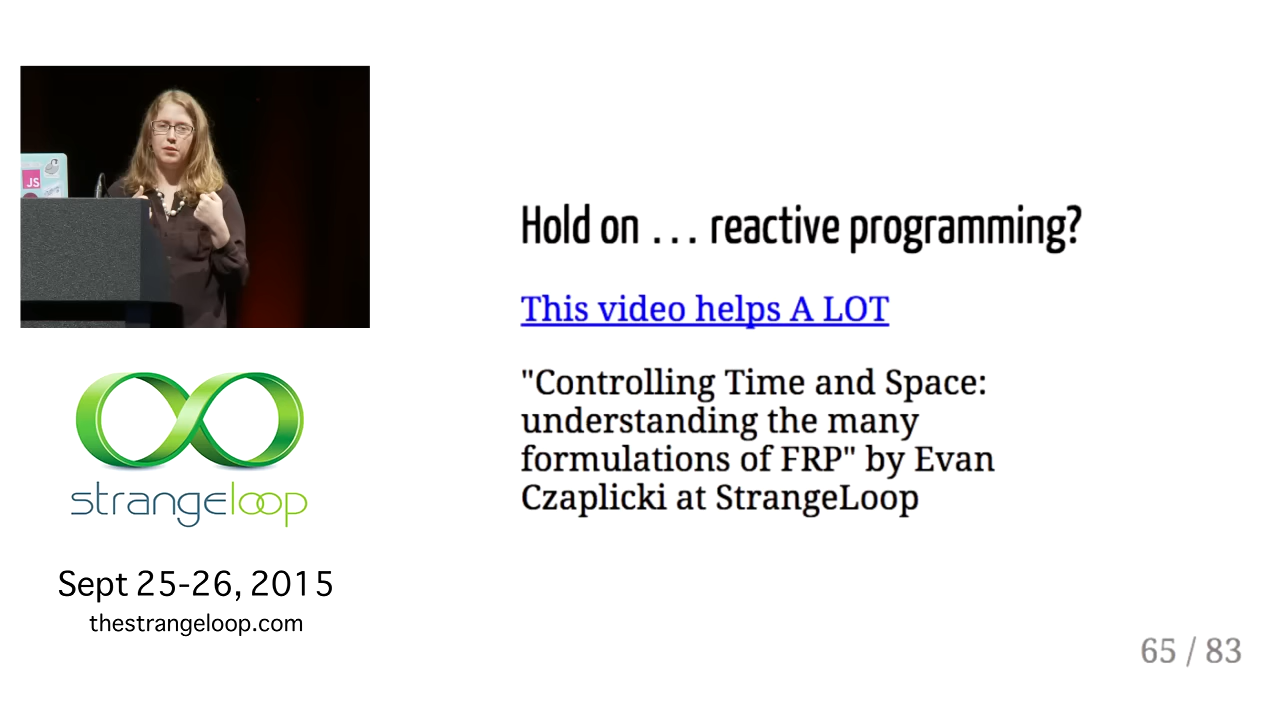 JS
strangeloop
Sept 25-26, 2015
thestrangeloop.com
Hold on ... reactive programming?
This video helps A LOT
"Controlling Time and Space:
understanding the many
formulations of FRP" by Evan
Czaplicki at StrangeLoop
65 / 83